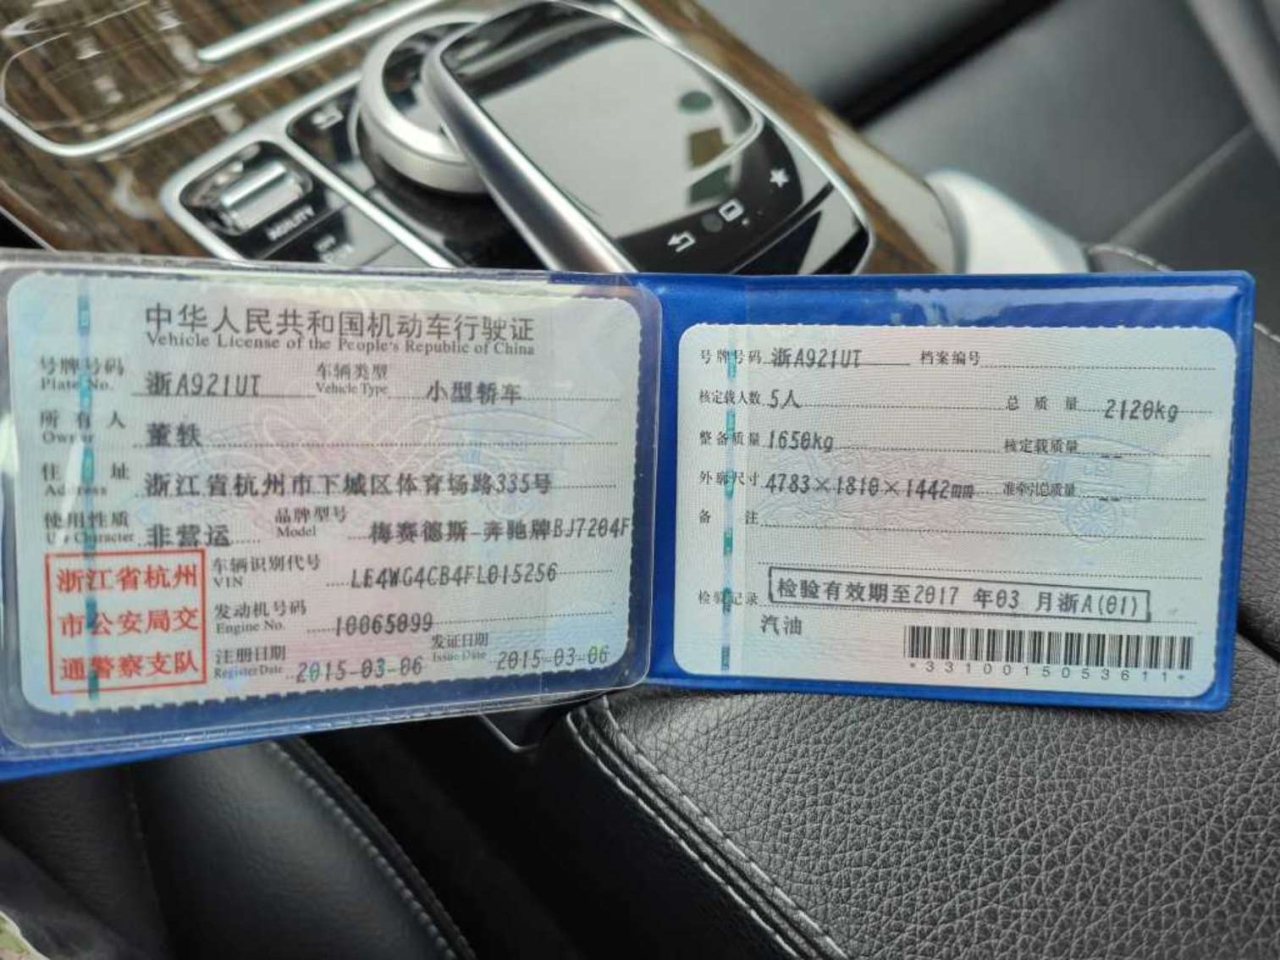 AGILITY
中华人民共和国机动车行驶证
Vehicle License of the People's Republic of China
号牌号码 浙A921UT 车辆类型 小型轿车
Plate No. Vehicle Type
所有人 董轶
Owner
住址 浙江省杭州市下城区体育场路335号
Address
使用性质 非营运 品牌型号 梅赛德斯-奔驰牌BJ7204F
Use Character Model
浙江省杭州
市公安局交
通警察支队
车辆识别代号 LE4WG4CB4FL015256
VIN
发动机号码 10065099
Engine No.
注册日期 2015-03-06 发证日期 2015-03-06
Register Date Issue Date
号牌号码 浙A921UT 档案编号
核定载人数 5人 总质量 2120kg
整备质量 1650kg 核定载质量 --
外廓尺寸 4783×1810×1442mm 准牵引总质量 --
备注
检验记录 检验有效期至2017 年03 月浙A(01)
汽油
*3310015053611*